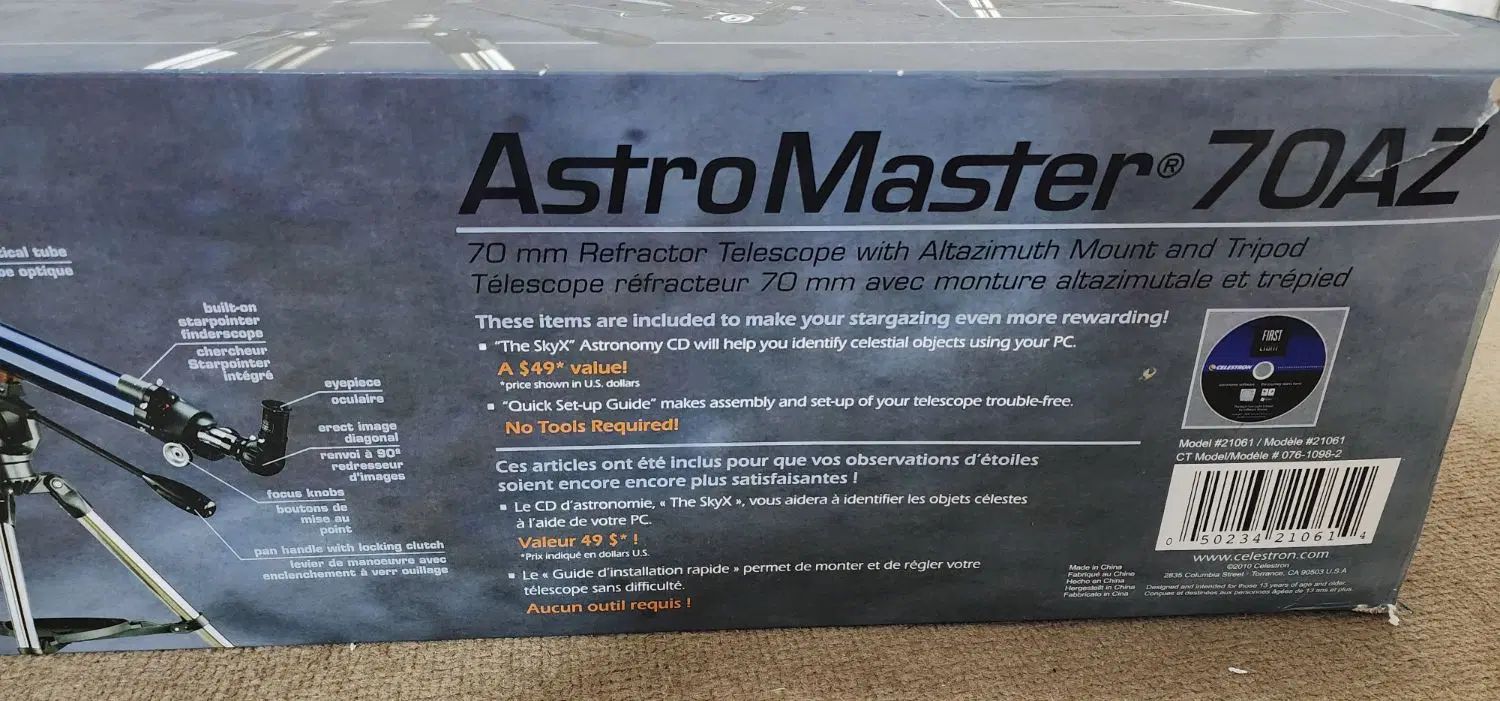 tical tube
be optique
built-on
starpointer
finderscope
chercheur
Starpointer
intégré
eyepiece
oculaire
erect image
diagonal
renvoi à 90°
redresseur
d'images
focus knobs
boutons de
mise au
point
pan handle with locking clutch
levier de manoeuvre avec
enclenchement à verr ouillage
AstroMaster® 70AZ
70 mm Refractor Telescope with Altazimuth Mount and Tripod
Télescope réfracteur 70 mm avec monture altazimutale et trépied
These items are included to make your stargazing even more rewarding!
▪ "The SkyX" Astronomy CD will help you identify celestial objects using your PC.
A $49* value!
*price shown in U.S. dollars
▪ "Quick Set-up Guide" makes assembly and set-up of your telescope trouble-free.
No Tools Required!
Ces articles ont été inclus pour que vos observations d'étoiles
soient encore encore plus satisfaisantes !
▪ Le CD d'astronomie, « The SkyX », vous aidera à identifier les objets célestes
à l'aide de votre PC.
Valeur 49 $* !
*Prix indiqué en dollars U.S.
▪ Le « Guide d'installation rapide » permet de monter et de régler votre
télescope sans difficulté.
Aucun outil requis !
FIRST
LIGHT
CELESTRON
Model #21061 / Modèle #21061
CT Model/Modèle # 076-1098-2
0 50234 21061 4
www.celestron.com
©2010 Celestron
2835 Columbia Street · Torrance, CA 90503 U.S.A
Made in China
Fabriqué au Chine
Hecho en China
Hergestellt in China
Fabbricato in Cina
Designed and intended for those 13 years of age and older.
Conçues et destinées aux personnes âgées de 13 ans et plus.